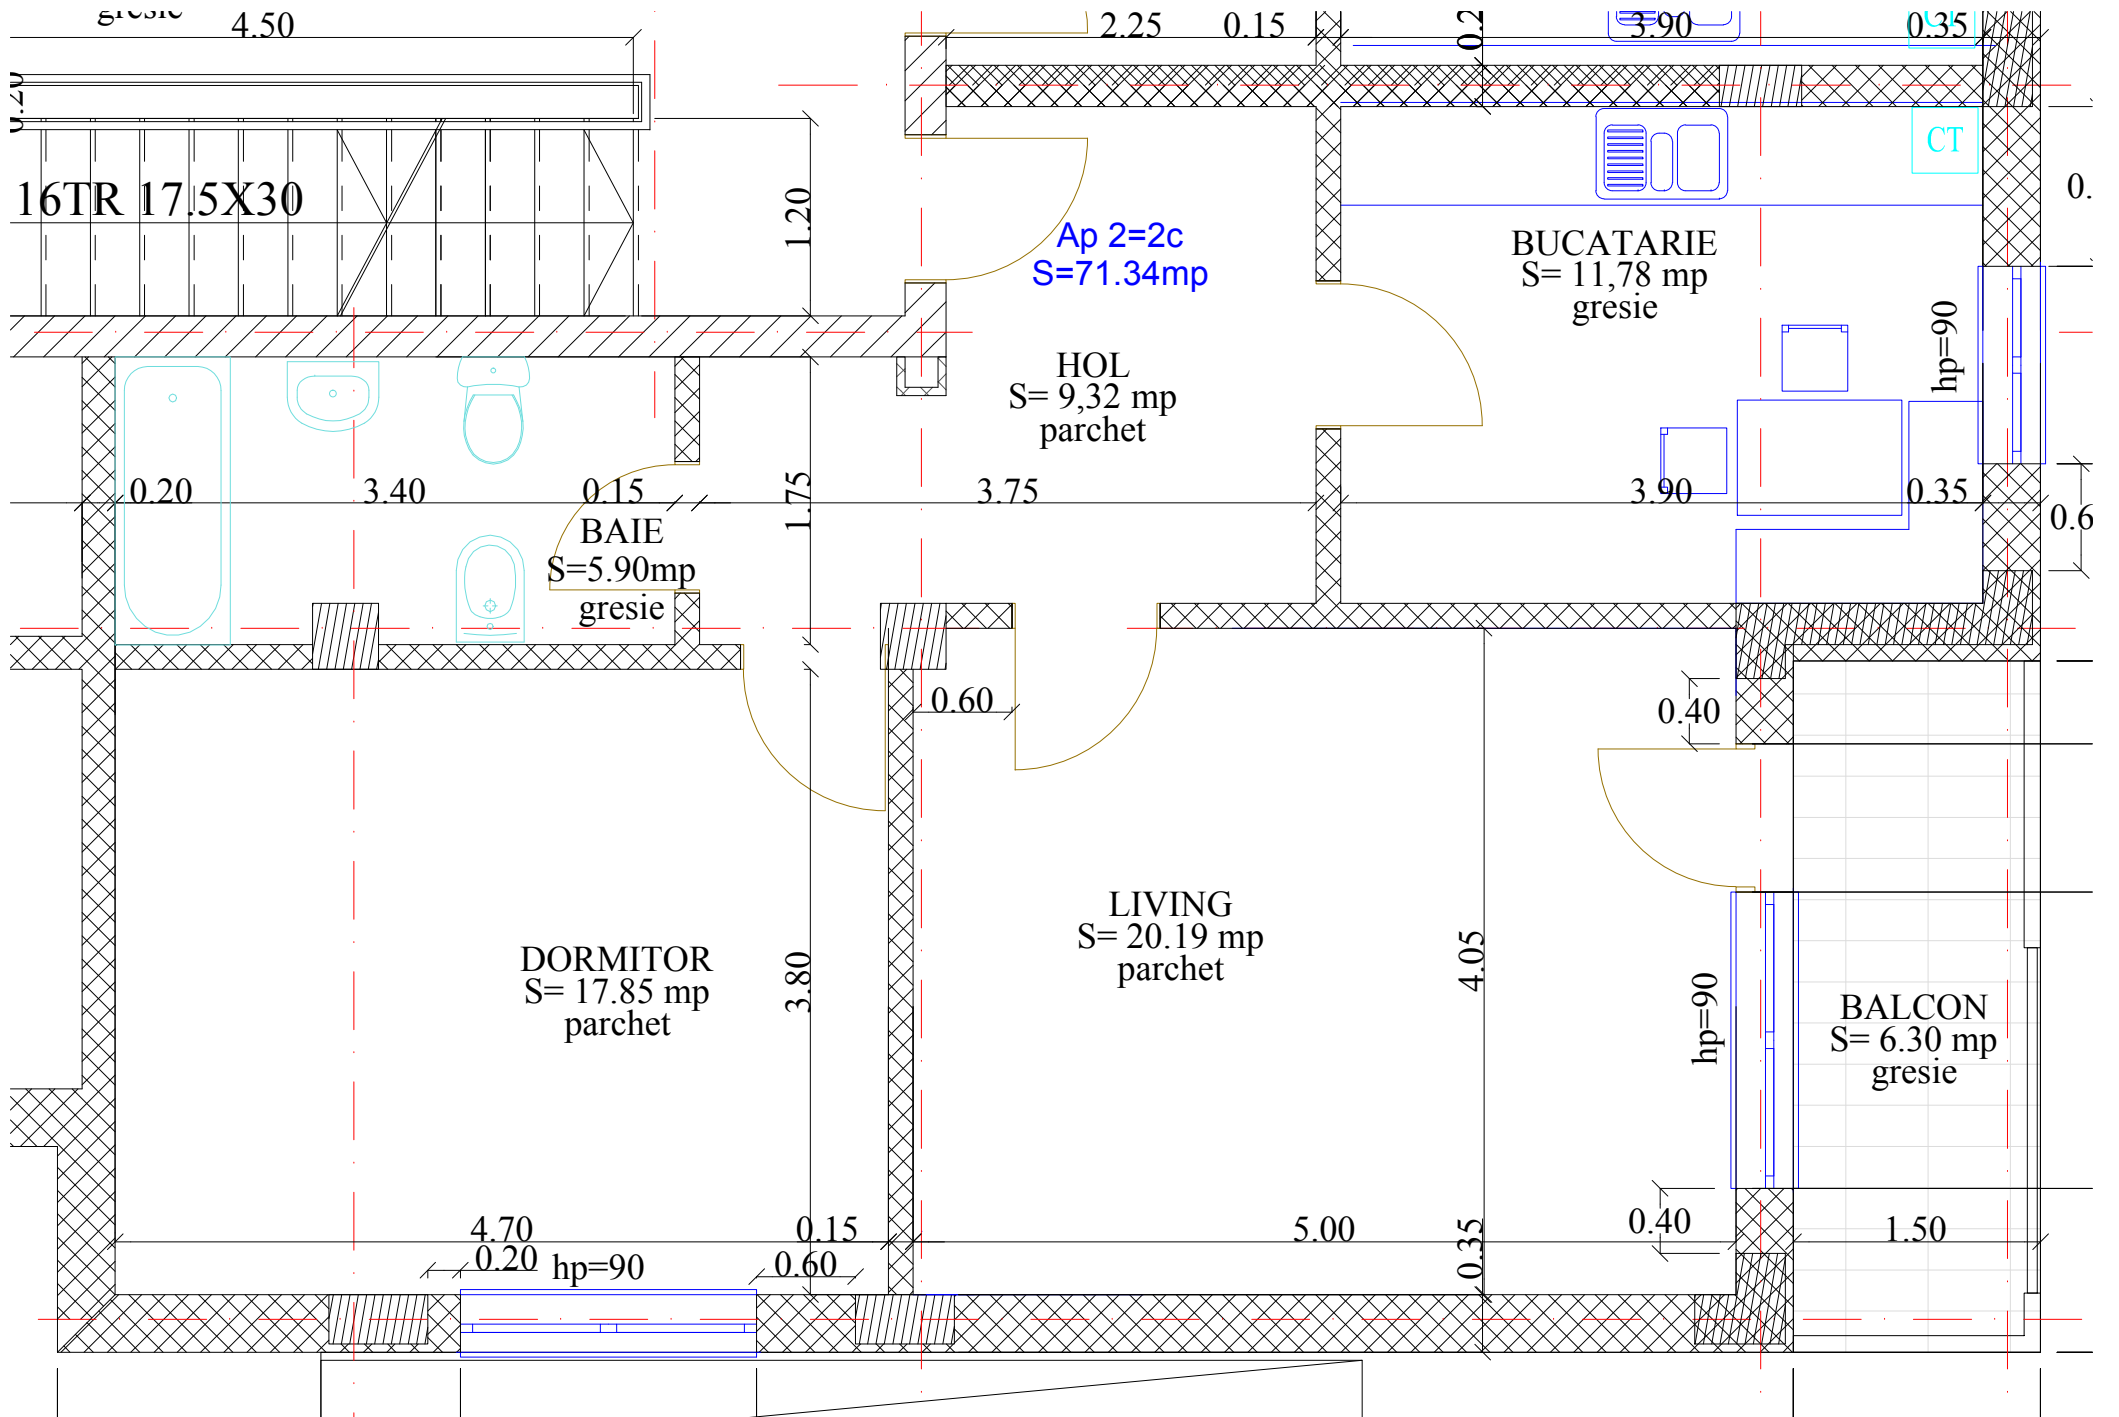 gresie
4.50
2.25
0.15
3.90
0.35
0.20
16TR 17.5X30
1.20
CT
Ap 2=2c
S=71.34mp
BUCATARIE
S= 11,78 mp
gresie
hp=90
HOL
S= 9,32 mp
parchet
0.20
3.40
0.15
1.75
3.75
3.90
0.35
BAIE
S=5.90mp
gresie
0.60
0.40
LIVING
S= 20.19 mp
parchet
4.05
DORMITOR
S= 17.85 mp
parchet
3.80
hp=90
BALCON
S= 6.30 mp
gresie
4.70
0.15
5.00
0.35
0.40
1.50
0.20
hp=90
0.60